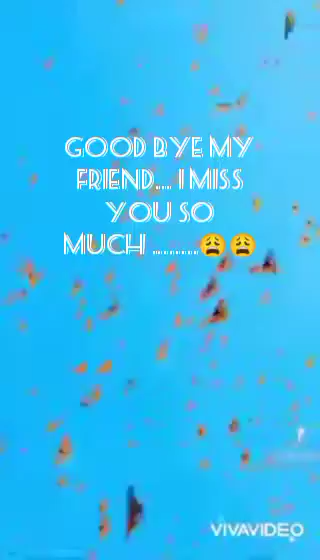 GOOD BYE MY
FRIEND.... I MISS
YOU SO
MUCH ..........😩😩
VIVAVIDEO